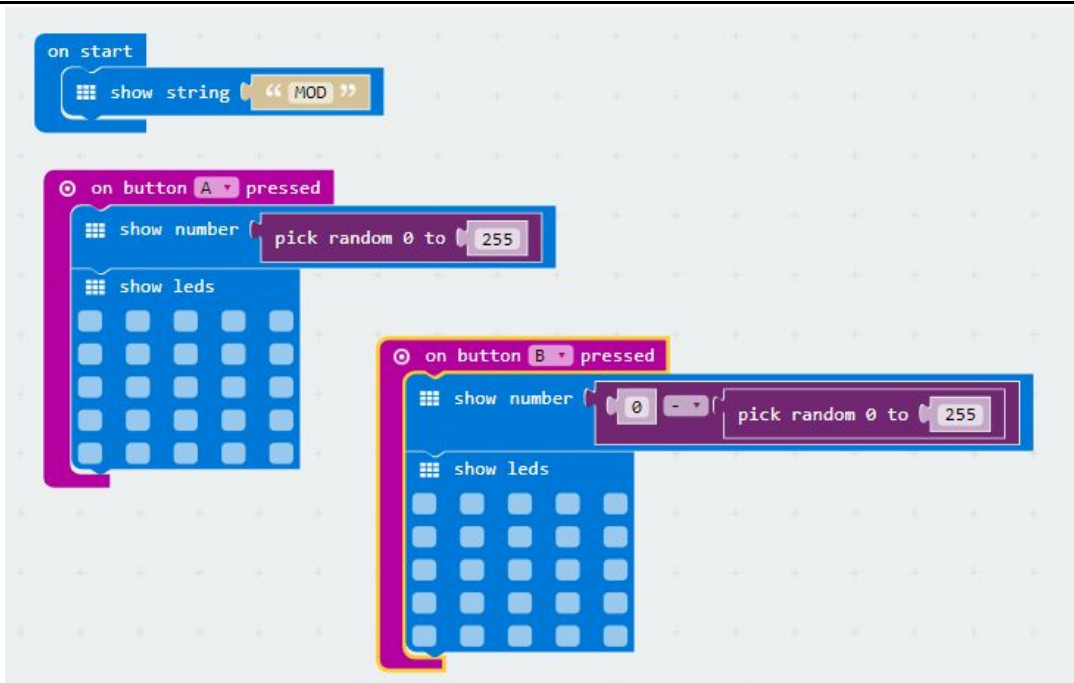 on start
show string “ MOD ”
on button A pressed
show number pick random 0 to 255
show leds
on button B pressed
show number 0 - pick random 0 to 255
show leds